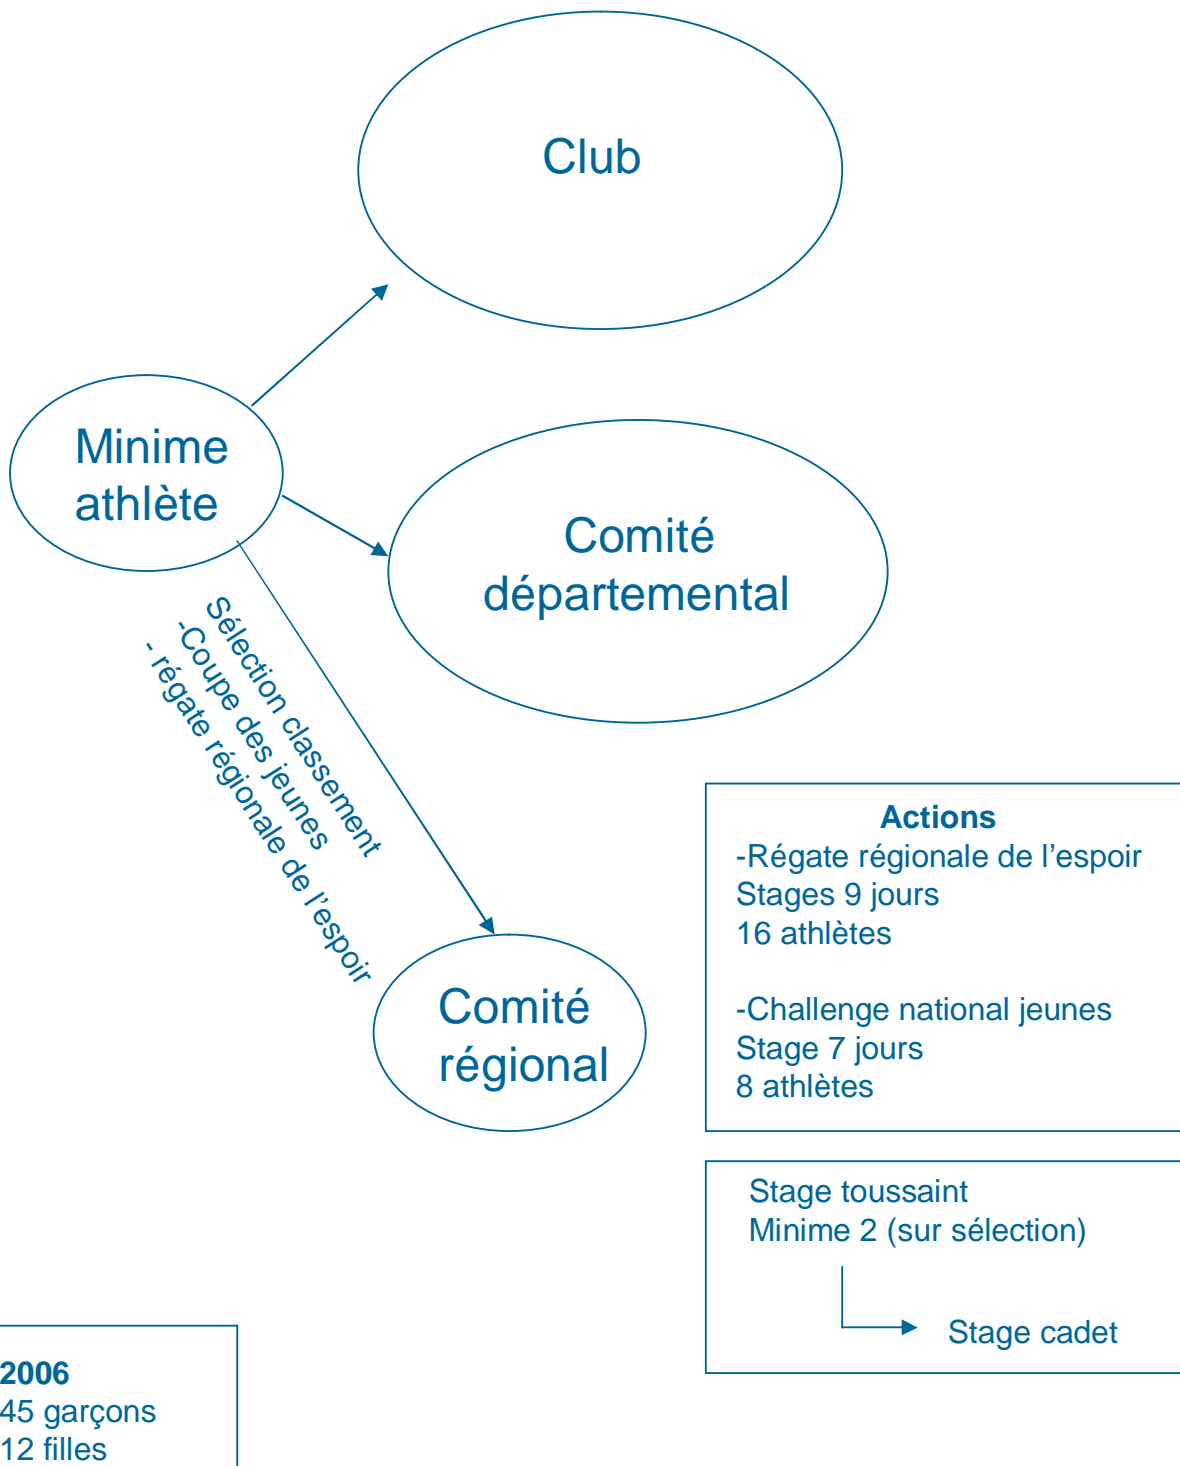 Club
Minime
athlète
Comité
départemental
Sélection classement
-Coupe des jeunes
- régate régionale de l'espoir
Comité
régional
Actions
-Régate régionale de l’espoir
Stages 9 jours
16 athlètes
-Challenge national jeunes
Stage 7 jours
8 athlètes
Stage toussaint
Minime 2 (sur sélection)
Stage cadet
2006
45 garçons
12 filles